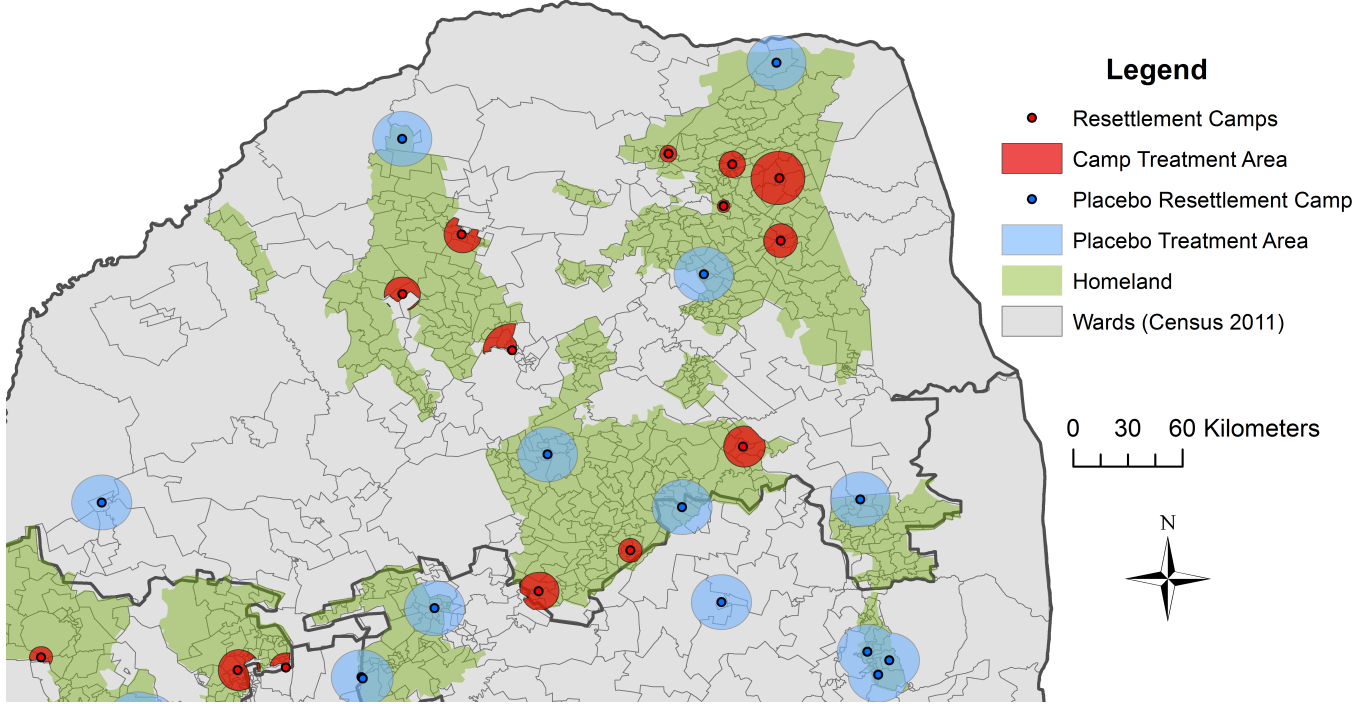 Legend
Resettlement Camps
Camp Treatment Area
Placebo Resettlement Camp
Placebo Treatment Area
Homeland
Wards (Census 2011)
0 30 60 Kilometers
N